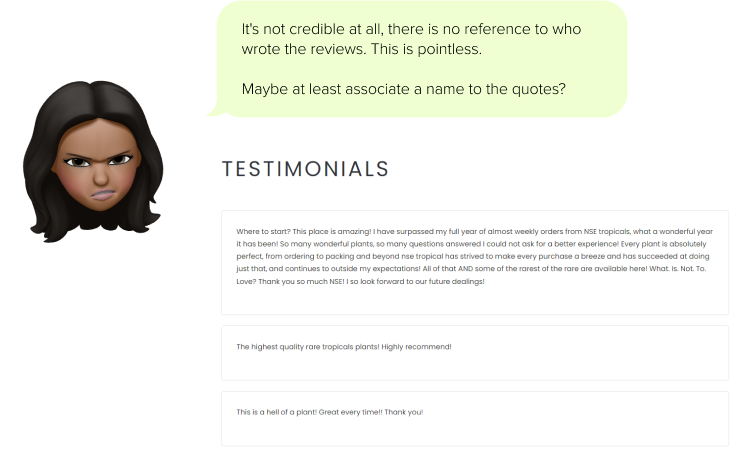 It's not credible at all, there is no reference to who
wrote the reviews. This is pointless.
Maybe at least associate a name to the quotes?
TESTIMONIALS
Where to start? This place is amazing! I have surpassed my full year of almost weekly orders from NSE tropicals, what a wonderful year
it has been! So many wonderful plants, so many questions answered I could not ask for a better experience! Every plant is absolutely
perfect, from ordering to packing and beyond nse tropical has strived to make every purchase a breeze and has succeeded at doing
just that, and continues to outside my expectations! All of that AND some of the rarest of the rare are available here! What. Is. Not. To.
Love? Thank you so much NSE! I so look forward to our future dealings!
The highest quality rare tropicals plants! Highly recommend!
This is a hell of a plant! Great every time!! Thank you!